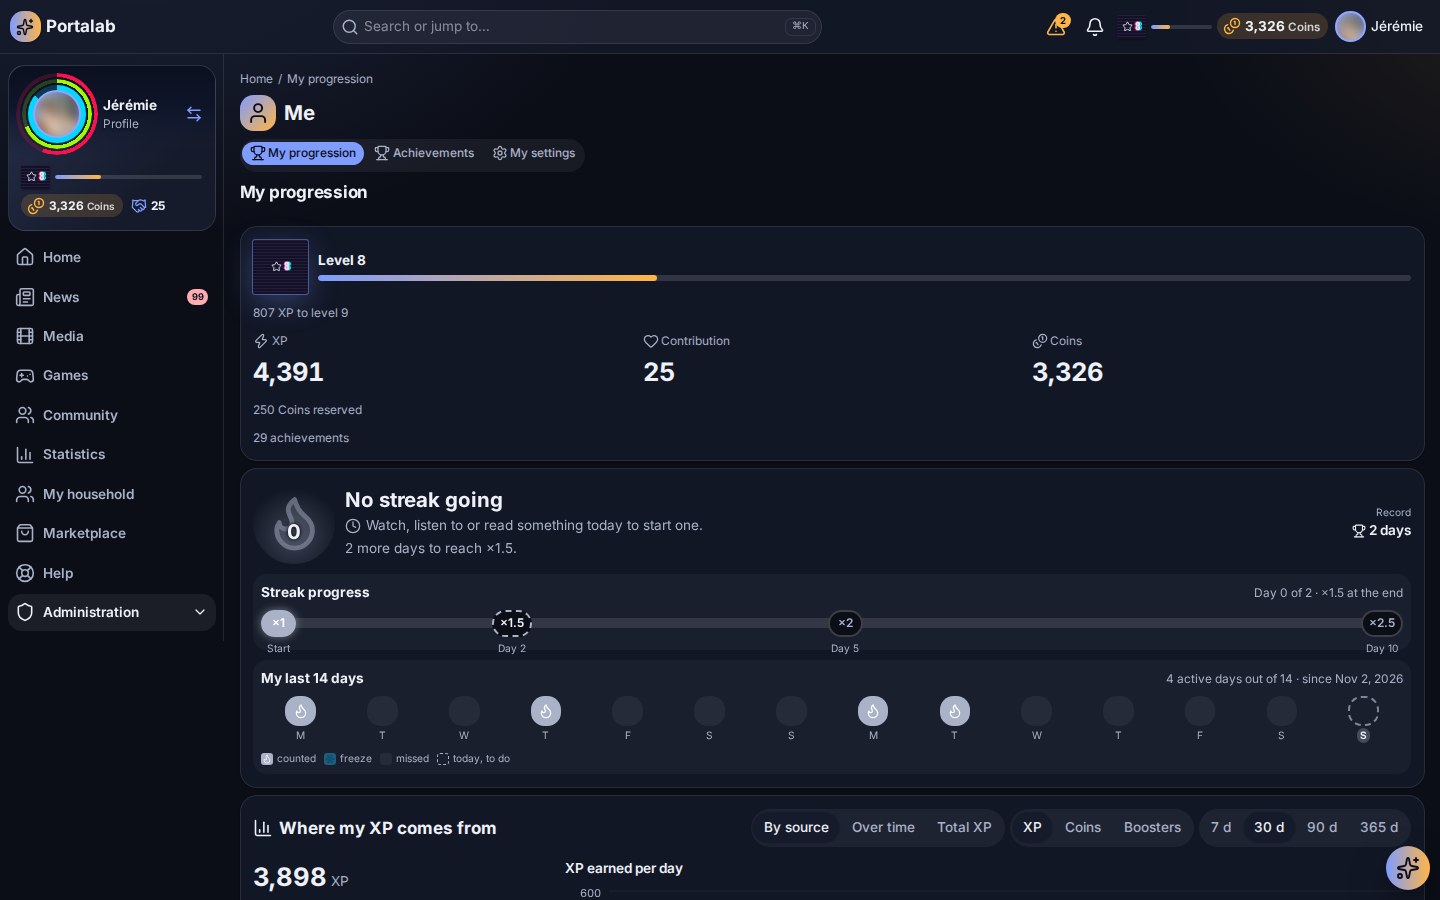 Portalab
Search or jump to...
⌘K
2
8
3,326 Coins
Jérémie
Jérémie
Profile
8
3,326 Coins
25
Home
News
99
Media
Games
Community
Statistics
My household
Marketplace
Help
Administration
Home / My progression
Me
My progression
Achievements
My settings
My progression
8
Level 8
807 XP to level 9
XP
Contribution
Coins
4,391
25
3,326
250 Coins reserved
29 achievements
0
No streak going
Watch, listen to or read something today to start one.
2 more days to reach ×1.5.
Record
2 days
Streak progress
Day 0 of 2 · ×1.5 at the end
×1
×1.5
×2
×2.5
Start
Day 2
Day 5
Day 10
My last 14 days
4 active days out of 14 · since Nov 2, 2026
M T W T F S S M T W T F S S
counted freeze missed today, to do
Where my XP comes from
By source Over time Total XP
XP Coins Boosters
7 d 30 d 90 d 365 d
3,898 XP
XP earned per day
600